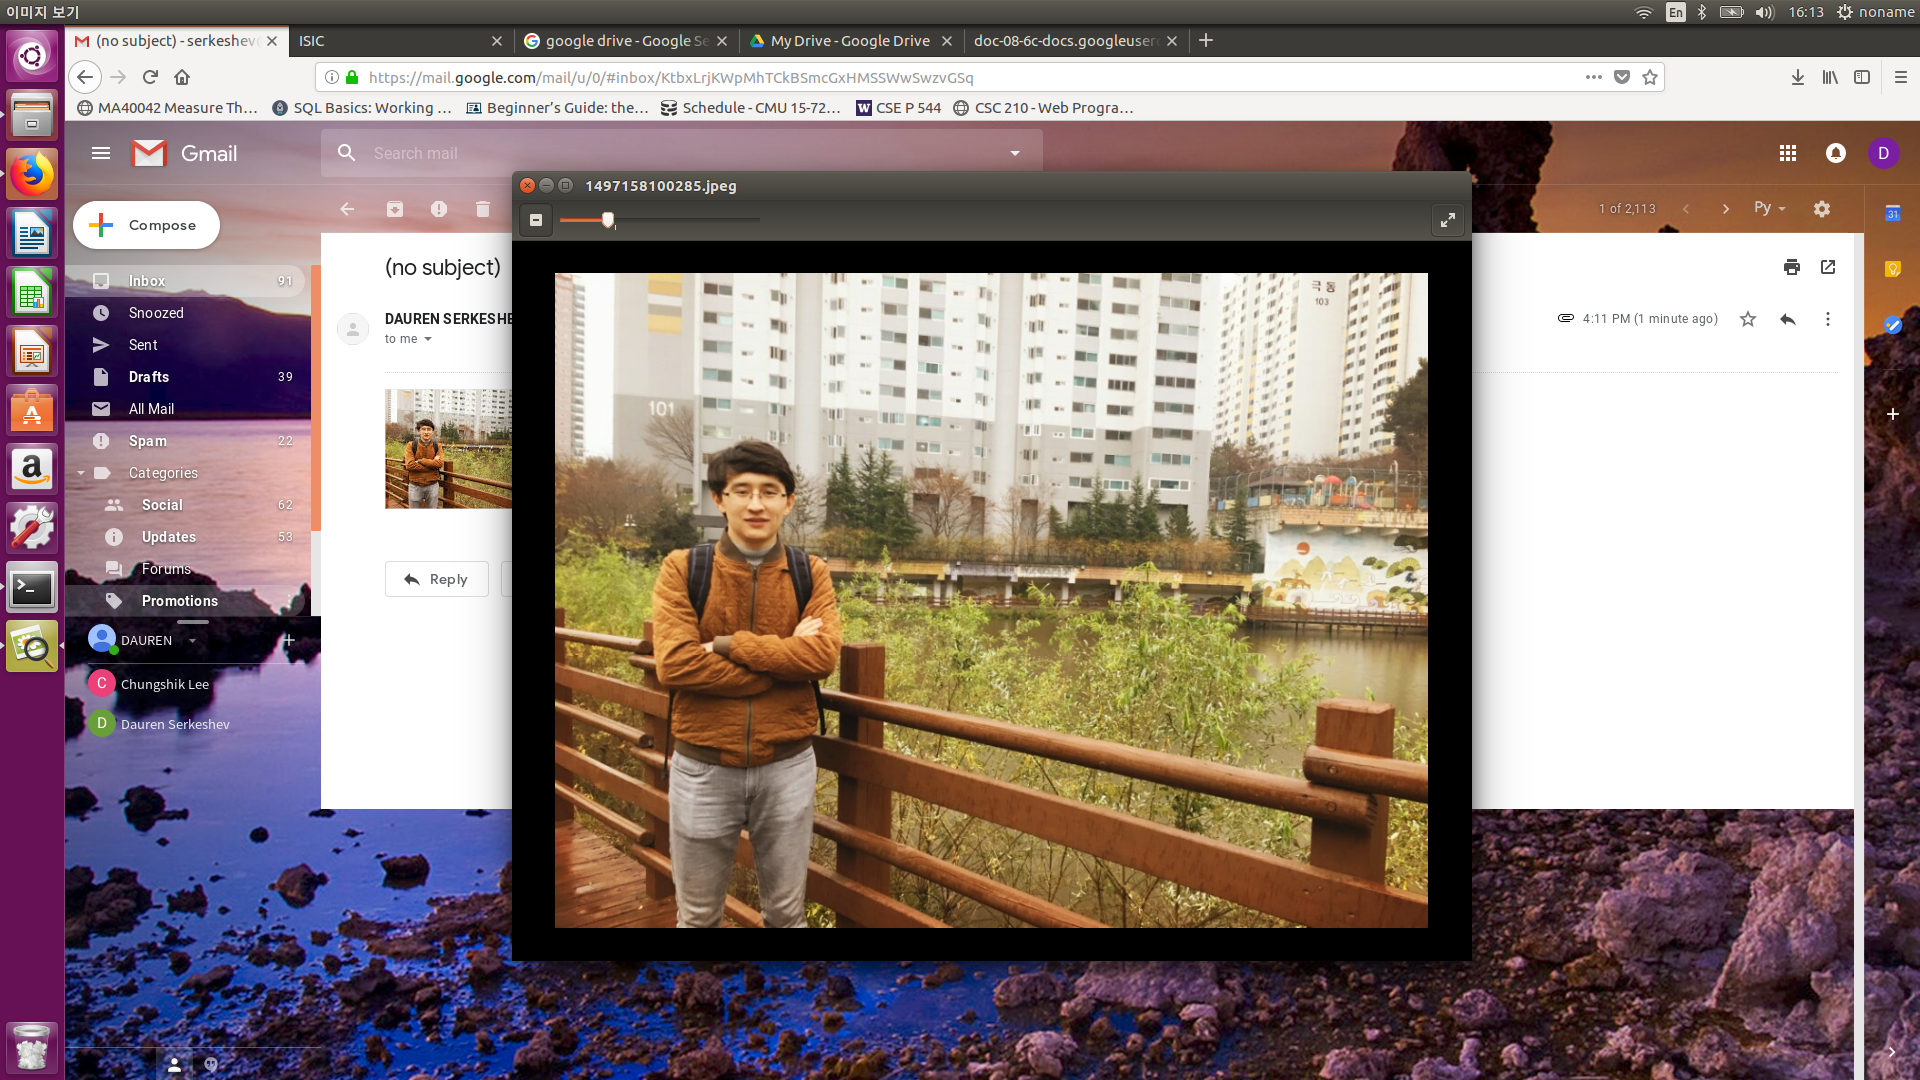 이미지 보기
En
16:13
noname
(no subject) - serkeshev
ISIC
google drive - Google Se
My Drive - Google Drive
doc-08-6c-docs.googleuserc
https://mail.google.com/mail/u/0/#inbox/KtbxLrjKWpMhTCkBSmcGxHMSSWwSwzvGSq
MA40042 Measure Th...
SQL Basics: Working ...
Beginner's Guide: the...
Schedule - CMU 15-72...
W CSE P 544
CSC 210 - Web Progra...
Gmail
Search mail
D
1497158100285.jpeg
Compose
1 of 2,113
Py
31
(no subject)
Inbox 91
Snoozed
Sent
Drafts 39
All Mail
Spam 22
Categories
Social 62
Updates 53
Forums
Promotions
DAUREN SERKESHE
to me
4:11 PM (1 minute ago)
극동
103
101
Reply
DAUREN
C Chungshik Lee
D Dauren Serkeshev